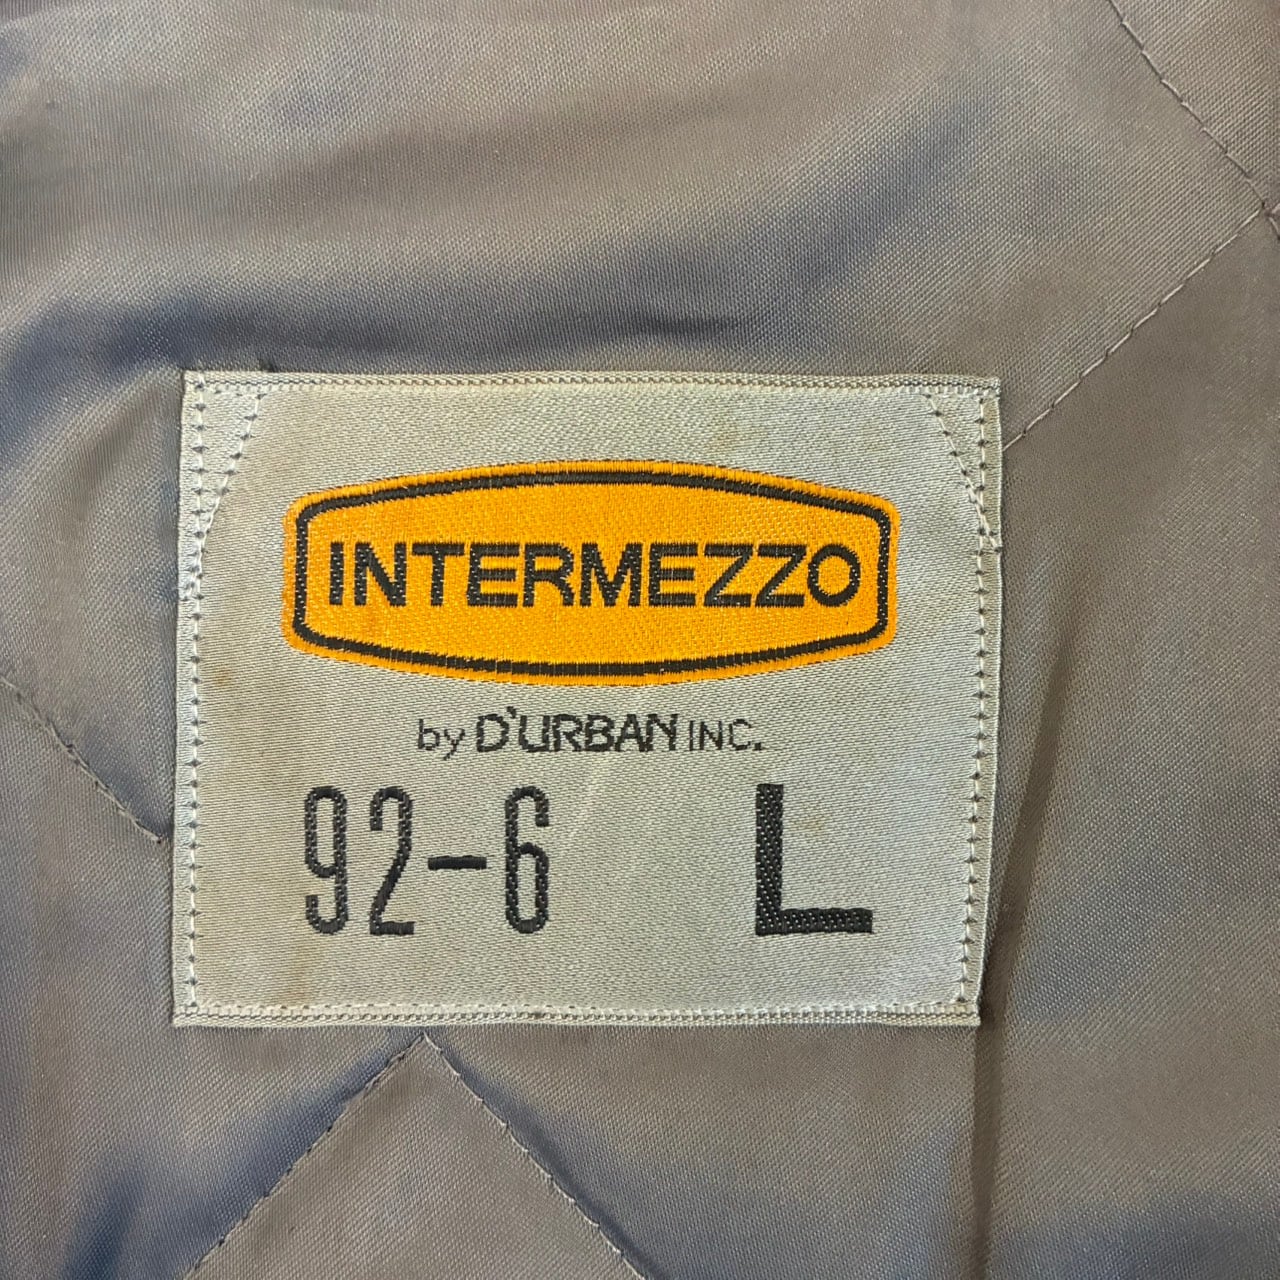 INTERMEZZO
by D'URBAN INC.
92-6 L